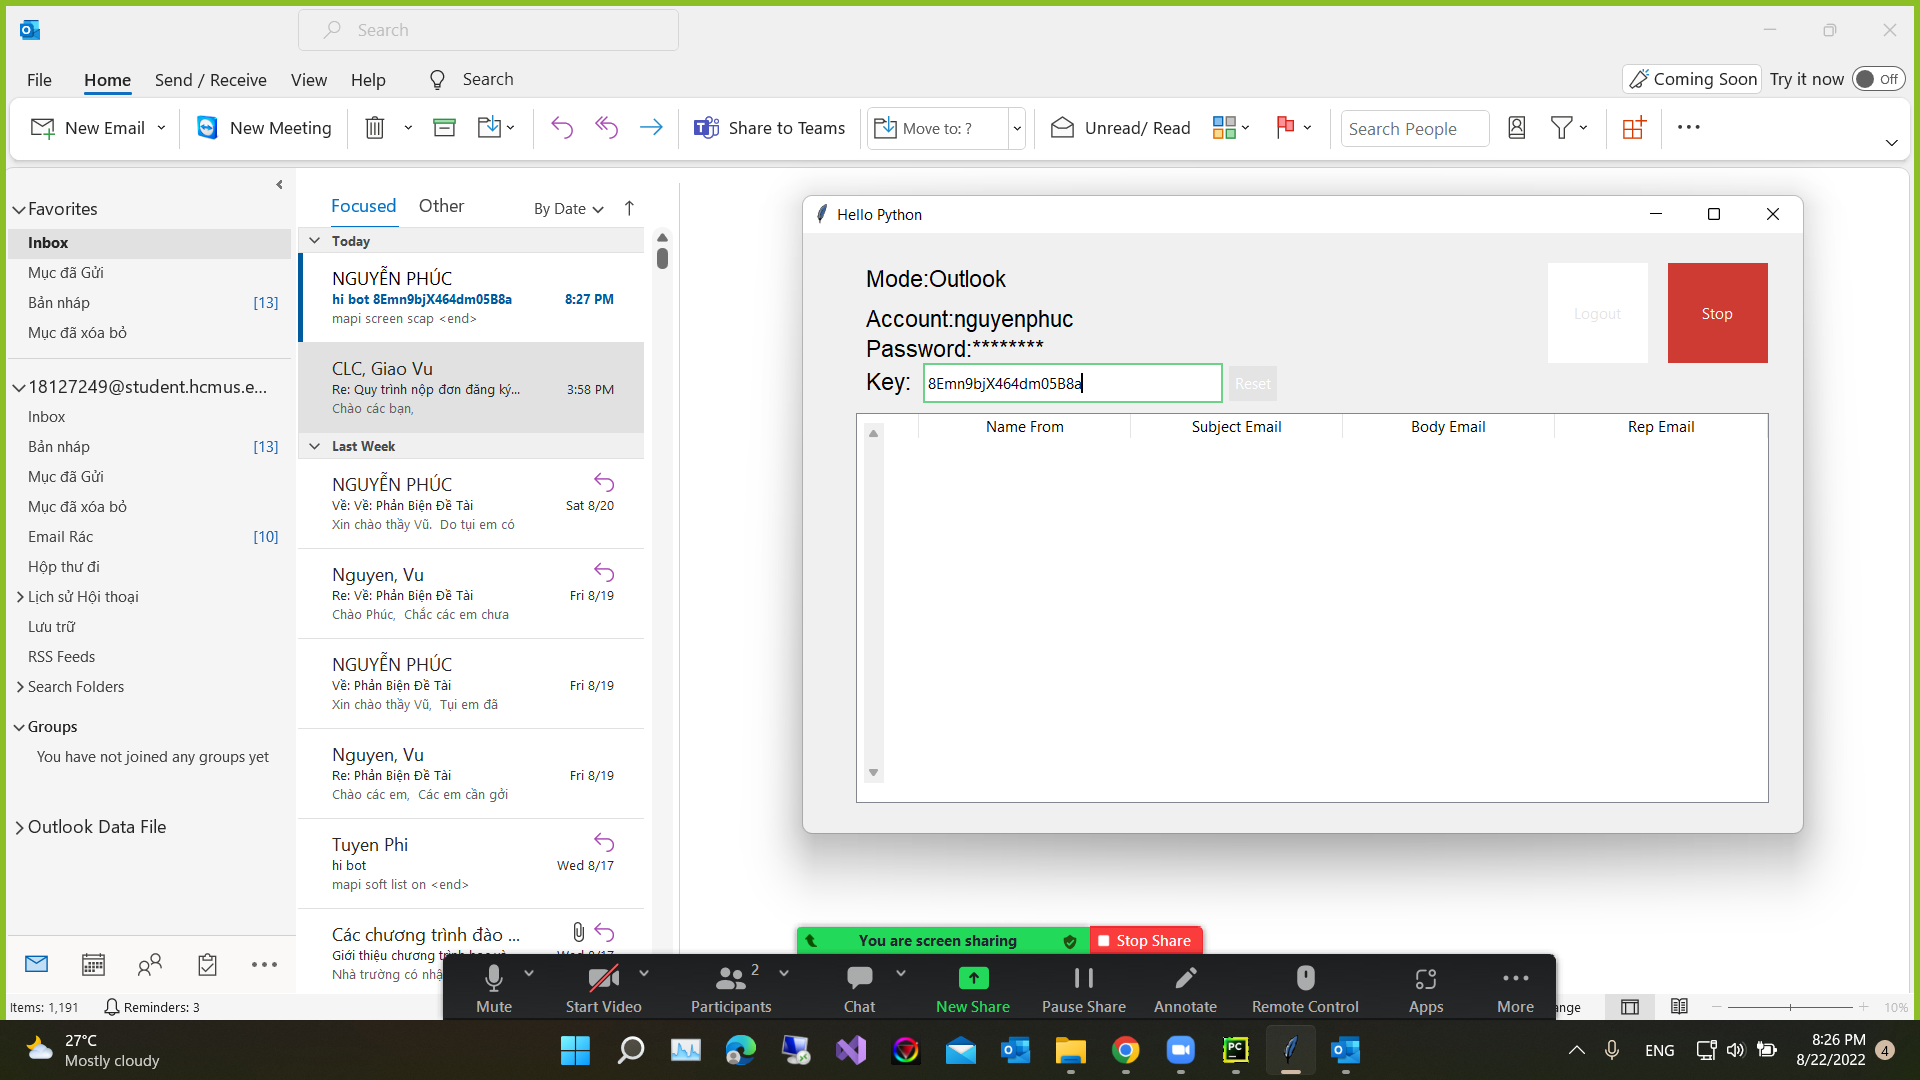 Search
File Home Send / Receive View Help Search
Coming Soon Try it now Off
New Email New Meeting Share to Teams Move to: ? Unread/ Read Search People
Favorites
Inbox
Mục đã Gửi
Bản nháp [13]
Mục đã xóa bỏ
18127249@student.hcmus.e...
Inbox
Bản nháp [13]
Mục đã Gửi
Mục đã xóa bỏ
Email Rác [10]
Hộp thư đi
Lịch sử Hội thoại
Lưu trữ
RSS Feeds
Search Folders
Groups
You have not joined any groups yet
Outlook Data File
Items: 1,191 Reminders: 3
Focused Other By Date
Today
NGUYỄN PHÚC
hi bot 8Emn9bjX464dm05B8a 8:27 PM
mapi screen scap <end>
CLC, Giao Vu
Re: Quy trình nộp đơn đăng ký... 3:58 PM
Chào các bạn,
Last Week
NGUYỄN PHÚC
Về: Về: Phản Biện Đề Tài Sat 8/20
Xin chào thầy Vũ. Do tụi em có
Nguyen, Vu
Re: Về: Phản Biện Đề Tài Fri 8/19
Chào Phúc, Chắc các em chưa
NGUYỄN PHÚC
Về: Phản Biện Đề Tài Fri 8/19
Xin chào thầy Vũ, Tụi em đã
Nguyen, Vu
Re: Phản Biện Đề Tài Fri 8/19
Chào các em, Các em cần gởi
Tuyen Phi
hi bot Wed 8/17
mapi soft list on <end>
Các chương trình đào ...
Giới thiệu chương
Nhà trường có
Hello Python
Mode:Outlook
Account:nguyenphuc
Password:********
Key: 8Emn9bjX464dm05B8a Reset
Logout Stop
Name From Subject Email Body Email Rep Email
You are screen sharing Stop Share
2
Mute Start Video Participants Chat New Share Pause Share Annotate Remote Control Apps More
10%
27°C
Mostly cloudy
PC
ENG
8:26 PM
8/22/2022
4